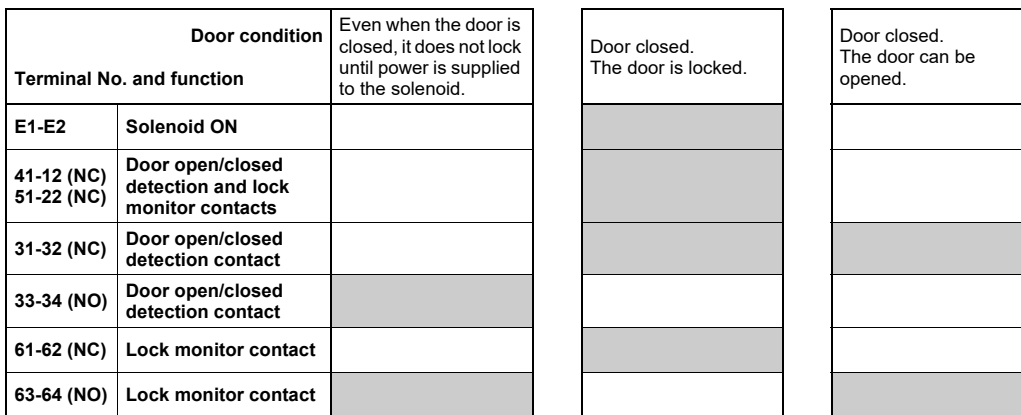 Door condition
Terminal No. and function
Even when the door is
closed, it does not lock
until power is supplied
to the solenoid.
Door closed.
The door is locked.
Door closed.
The door can be
opened.
E1-E2
Solenoid ON
41-12 (NC)
51-22 (NC)
Door open/closed
detection and lock
monitor contacts
31-32 (NC)
Door open/closed
detection contact
33-34 (NO)
Door open/closed
detection contact
61-62 (NC)
Lock monitor contact
63-64 (NO)
Lock monitor contact